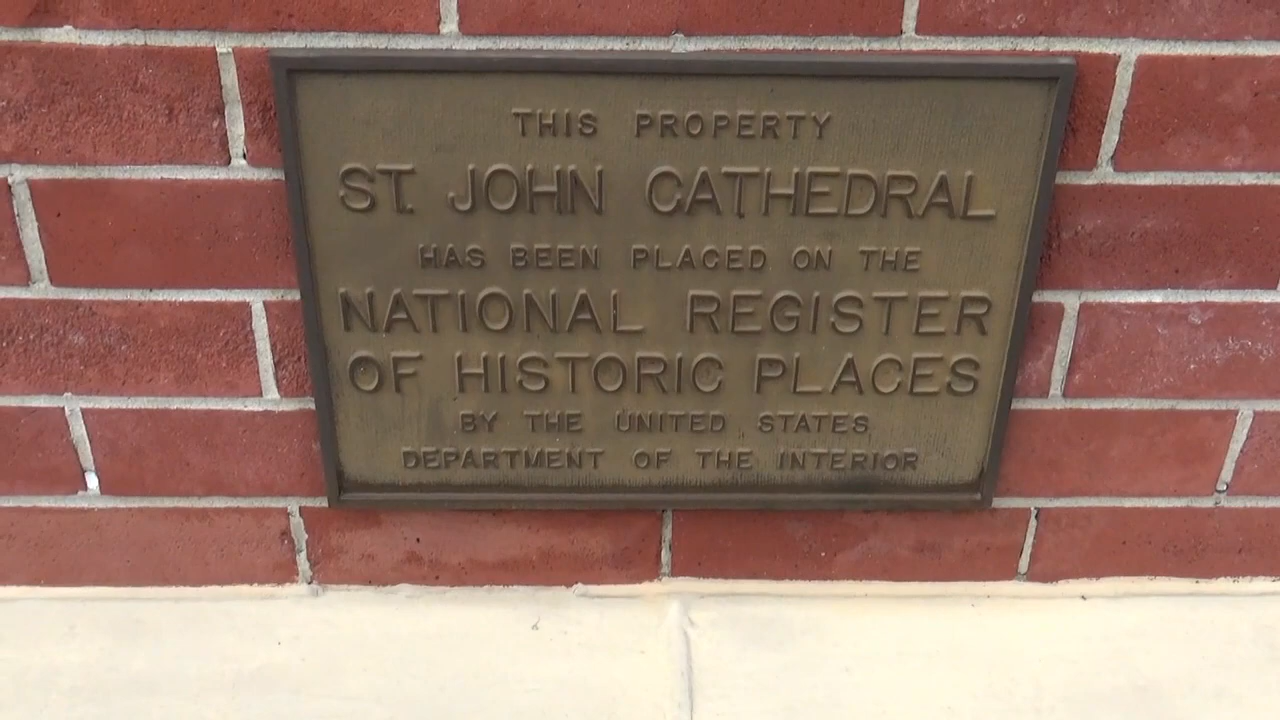 THIS PROPERTY
ST. JOHN CATHEDRAL
HAS BEEN PLACED ON THE
NATIONAL REGISTER
OF HISTORIC PLACES
BY THE UNITED STATES
DEPARTMENT OF THE INTERIOR